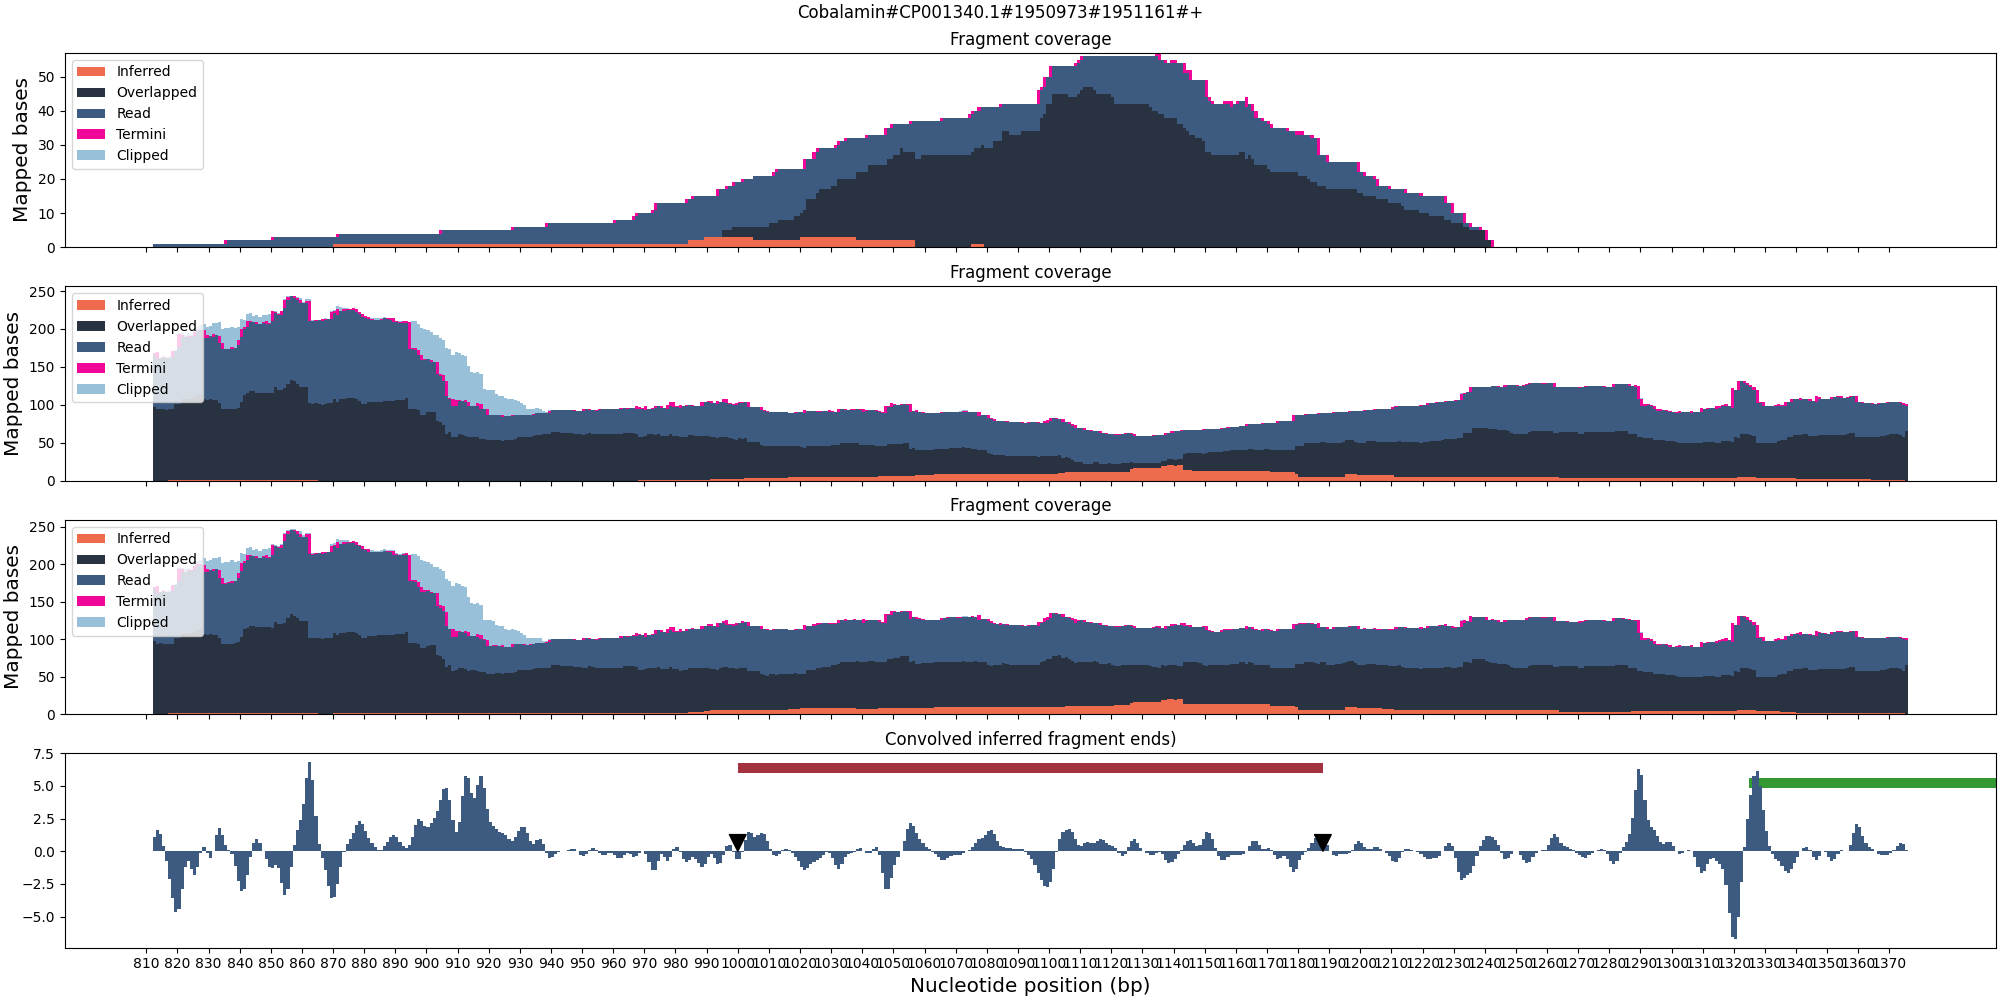 Cobalamin#CP001340.1#1950973#1951161#+
Fragment coverage
Mapped bases
50
40
30
20
10
0
Inferred
Overlapped
Read
Termini
Clipped
Fragment coverage
Mapped bases
250
200
150
100
50
0
Inferred
Overlapped
Read
Termini
Clipped
Fragment coverage
Mapped bases
250
200
150
100
50
0
Inferred
Overlapped
Read
Termini
Clipped
Convolved inferred fragment ends)
7.5
5.0
2.5
0.0
−2.5
−5.0
810 820 830 840 850 860 870 880 890 900 910 920 930 940 950 960 970 980 990 1000 1010 1020 1030 1040 1050 1060 1070 1080 1090 1100 1110 1120 1130 1140 1150 1160 1170 1180 1190 1200 1210 1220 1230 1240 1250 1260 1270 1280 1290 1300 1310 1320 1330 1340 1350 1360 1370
Nucleotide position (bp)